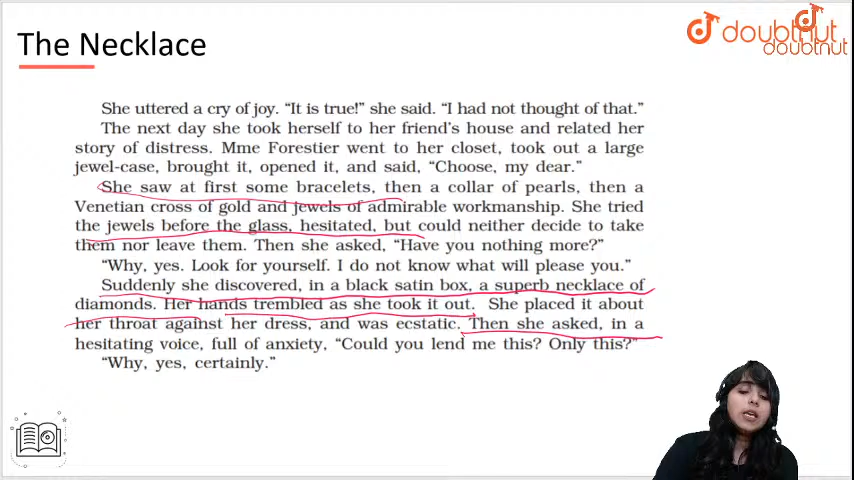 The Necklace
doubtnut
doubtnut
She uttered a cry of joy. “It is true!” she said. “I had not thought of that.”
The next day she took herself to her friend’s house and related her
story of distress. Mme Forestier went to her closet, took out a large
jewel-case, brought it, opened it, and said, “Choose, my dear.”
She saw at first some bracelets, then a collar of pearls, then a
Venetian cross of gold and jewels of admirable workmanship. She tried
the jewels before the glass, hesitated, but could neither decide to take
them nor leave them. Then she asked, “Have you nothing more?”
“Why, yes. Look for yourself. I do not know what will please you.”
Suddenly she discovered, in a black satin box, a superb necklace of
diamonds. Her hands trembled as she took it out. She placed it about
her throat against her dress, and was ecstatic. Then she asked, in a
hesitating voice, full of anxiety, “Could you lend me this? Only this?”
“Why, yes, certainly.”